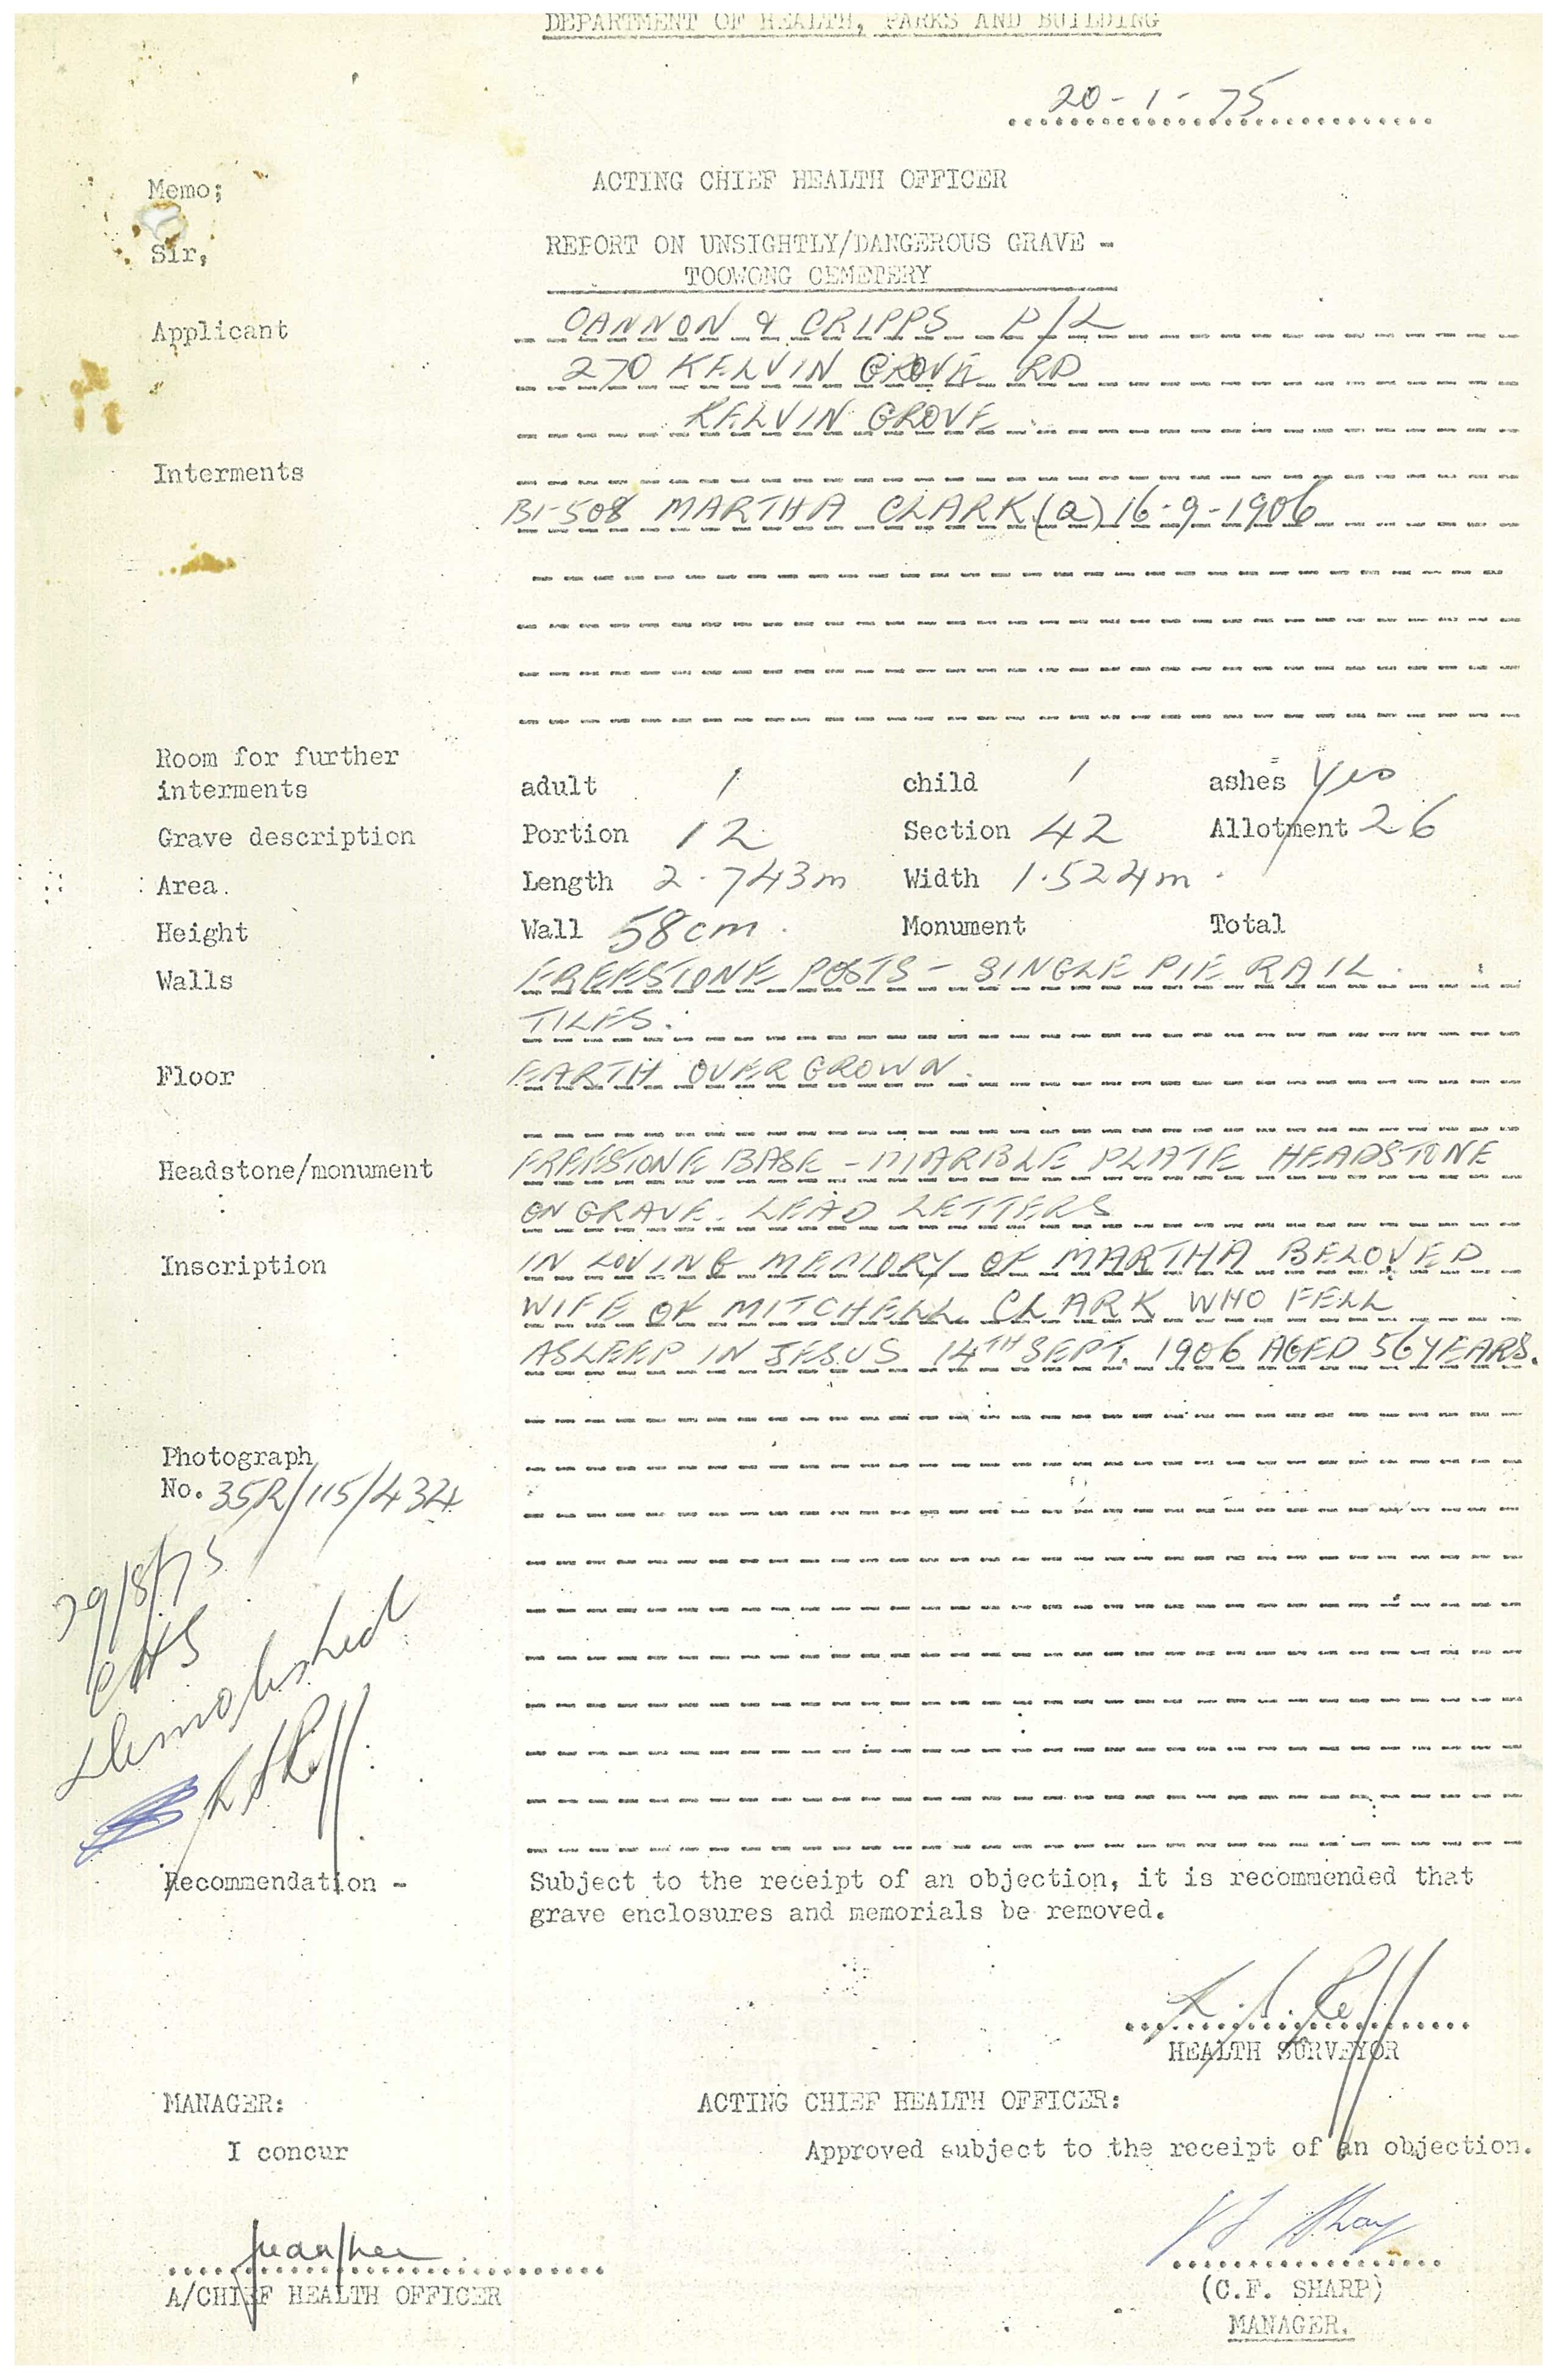 DEPARTMENT OF HEALTH, PARKS AND BUILDING
20-1-75
Memo; ACTING CHIEF HEALTH OFFICER
Sir, REPORT ON UNSIGHTLY/DANGEROUS GRAVE -
TOOWONG CEMETERY
Applicant CANNON & CRIPPS P/L
270 KELVIN GROVE RD
KELVIN GROVE
Interments
B1-508 MARTHA CLARK (a) 16-9-1906
Room for further
interments adult 1 child 1 ashes Yes
Grave description Portion 12 Section 42 Allotment 26
Area. Length 2.743m Width 1.524m.
Height Wall 58cm. Monument Total
Walls FREESTONE POSTS - SINGLE PIE RAIL.
TILES.
Floor EARTH OVERGROWN.
Headstone/monument FREESTONE BASE - MARBLE PLATE HEADSTONE
ON GRAVE. LEAD LETTERS
Inscription IN LOVING MEMORY OF MARTHA BELOVED
WIFE OF MITCHELL CLARK WHO FELL
ASLEEP IN JESUS 14TH SEPT. 1906 AGED 56 YEARS.
Photograph
No. 35R/115/434
29/8/75
CHS
Demolished
Recommendation - Subject to the receipt of an objection, it is recommended that
grave enclosures and memorials be removed.
HEALTH SURVEYOR
MANAGER: ACTING CHIEF HEALTH OFFICER:
I concur Approved subject to the receipt of an objection.
A/CHIEF HEALTH OFFICER (C.F. SHARP)
MANAGER.